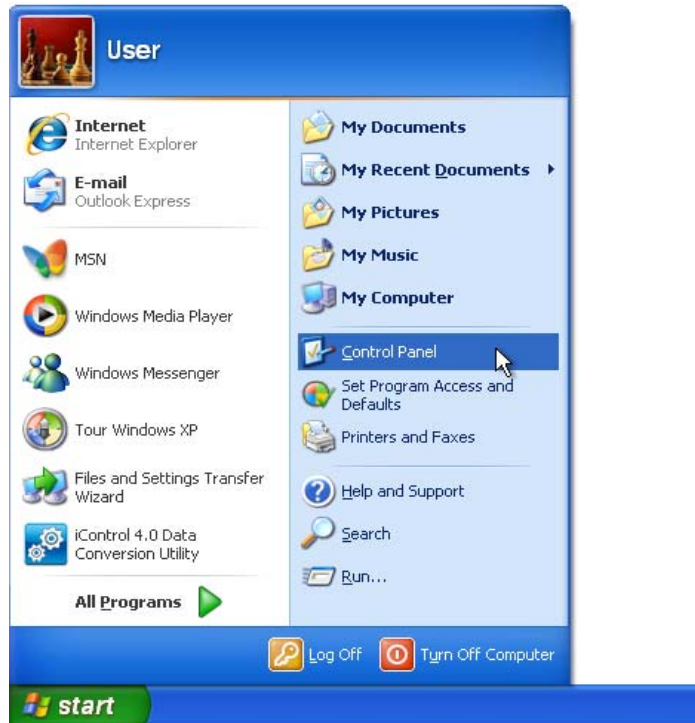 User
Internet
Internet Explorer
E-mail
Outlook Express
MSN
Windows Media Player
Windows Messenger
Tour Windows XP
Files and Settings Transfer
Wizard
iControl 4.0 Data
Conversion Utility
All Programs
My Documents
My Recent Documents
My Pictures
My Music
My Computer
Control Panel
Set Program Access and
Defaults
Printers and Faxes
Help and Support
Search
Run...
Log Off
Turn Off Computer
start